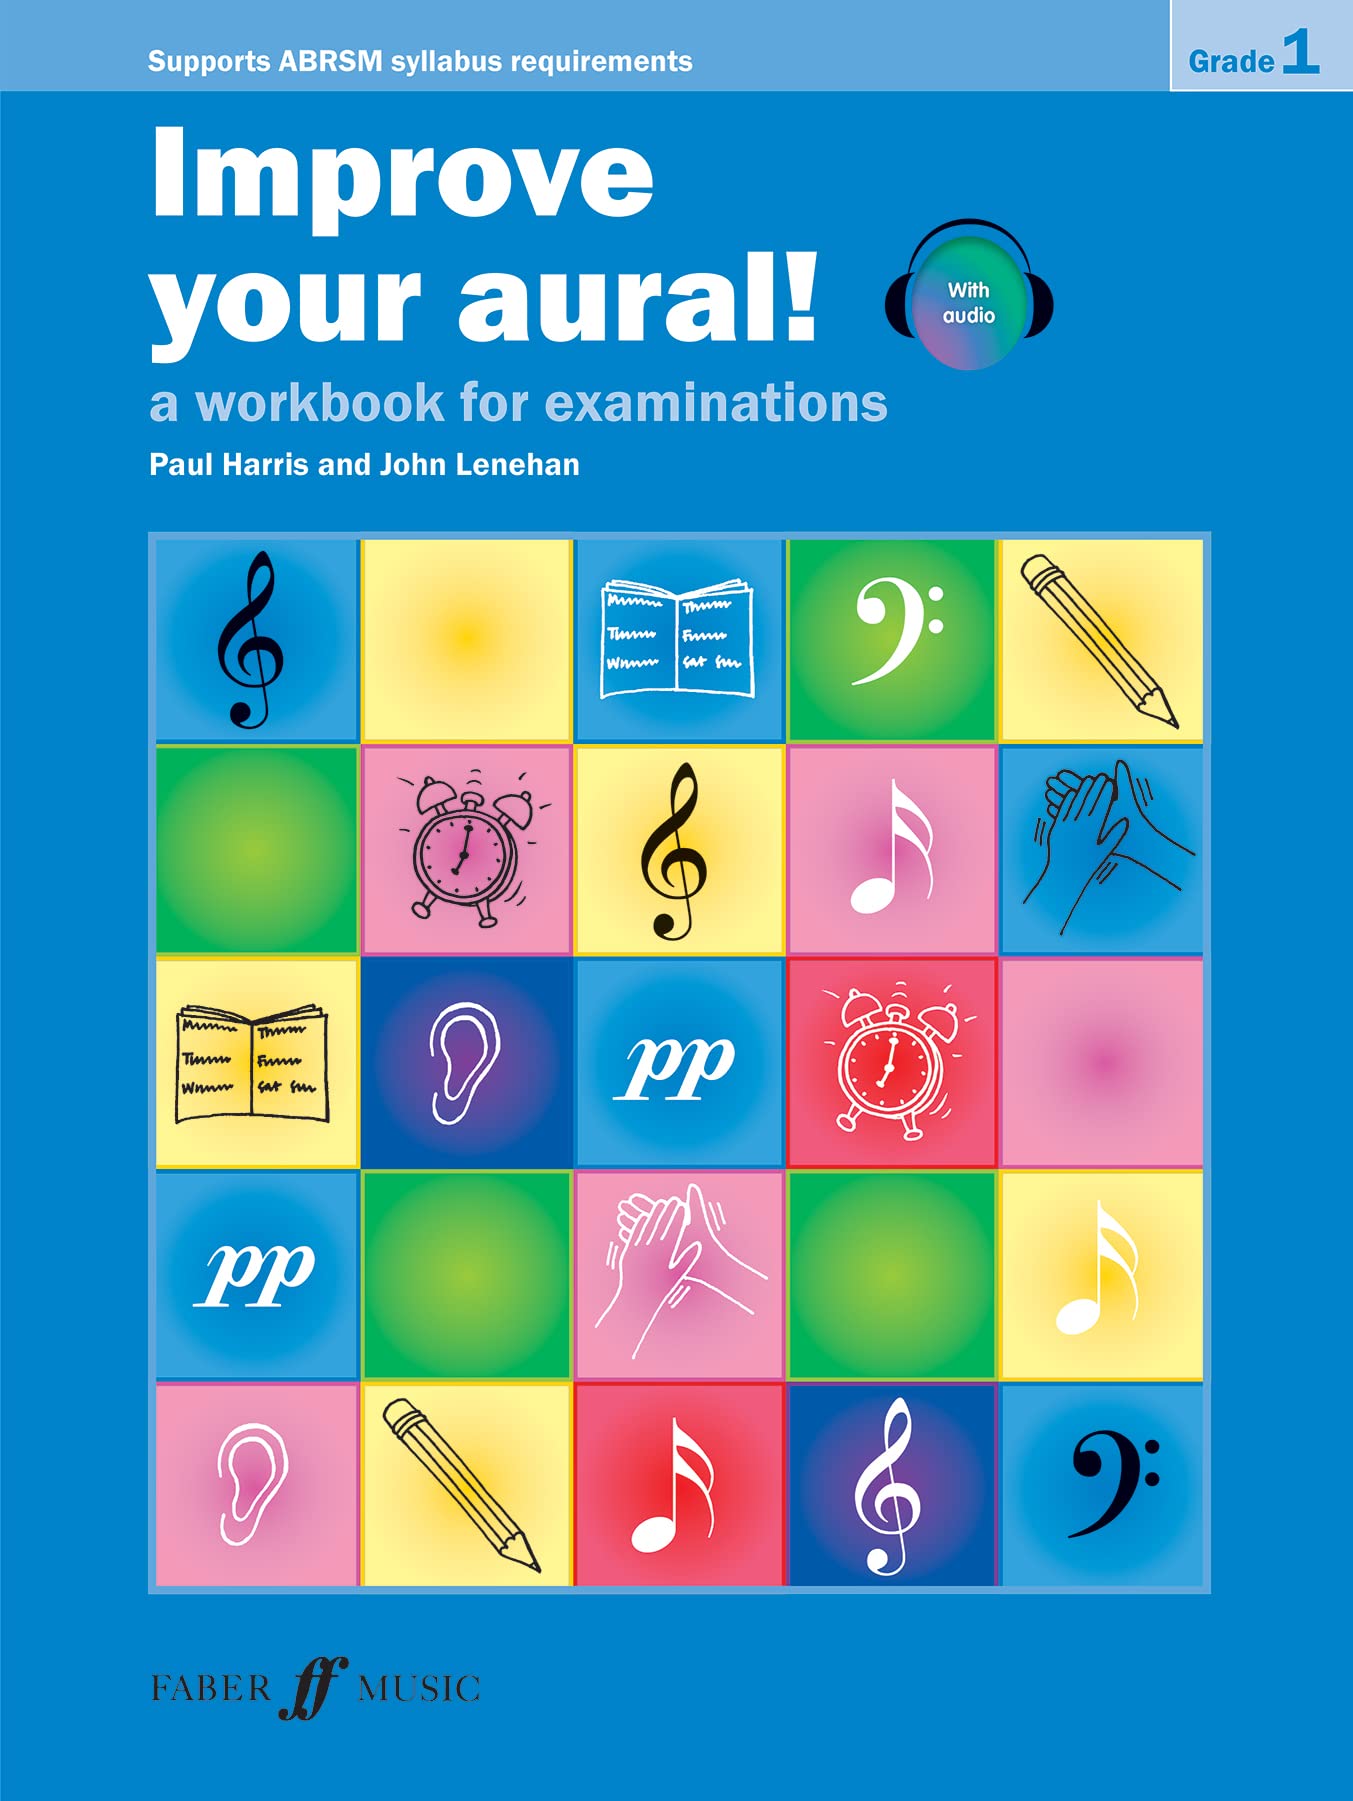 Supports ABRSM syllabus requirements
Grade 1
Improve
your aural!
With
audio
a workbook for examinations
Paul Harris and John Lenehan
pp
pp
FABER ff MUSIC